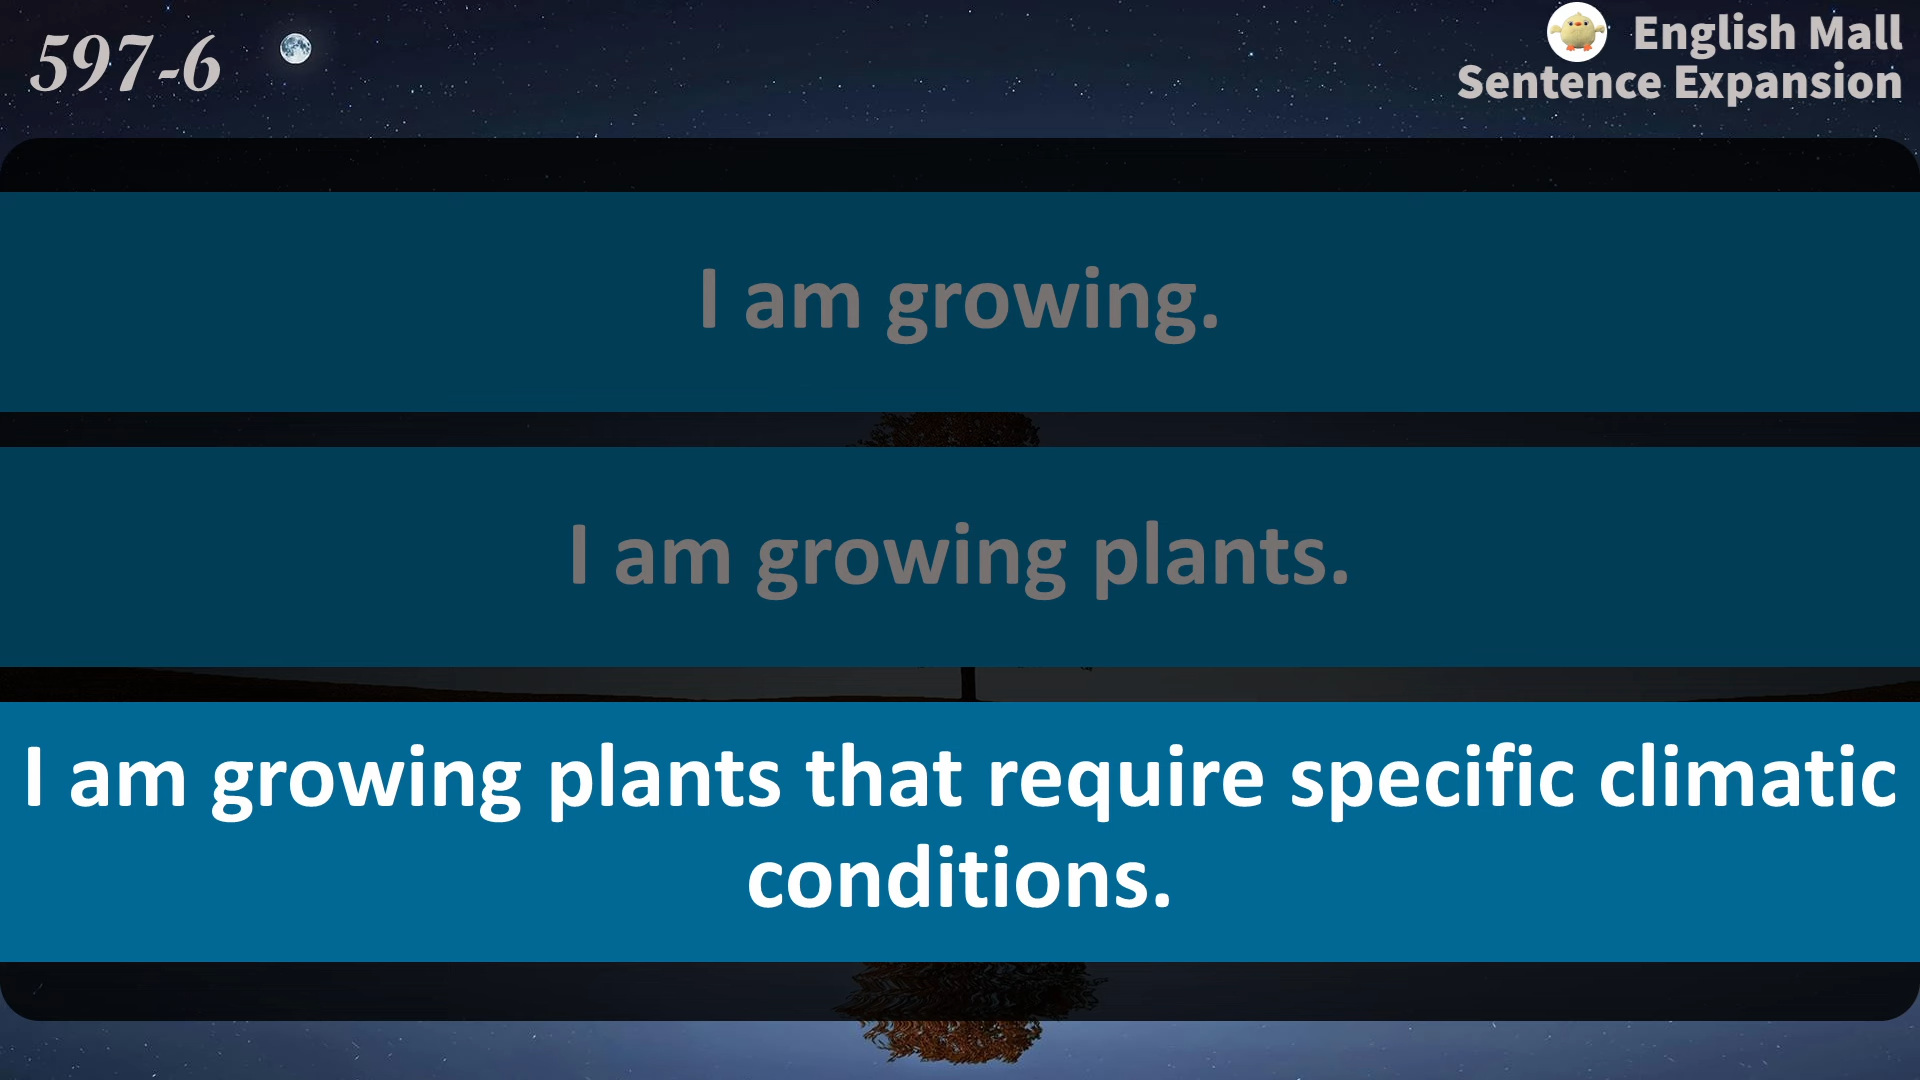 597-6
English Mall
Sentence Expansion
I am growing.
I am growing plants.
I am growing plants that require specific climatic
conditions.